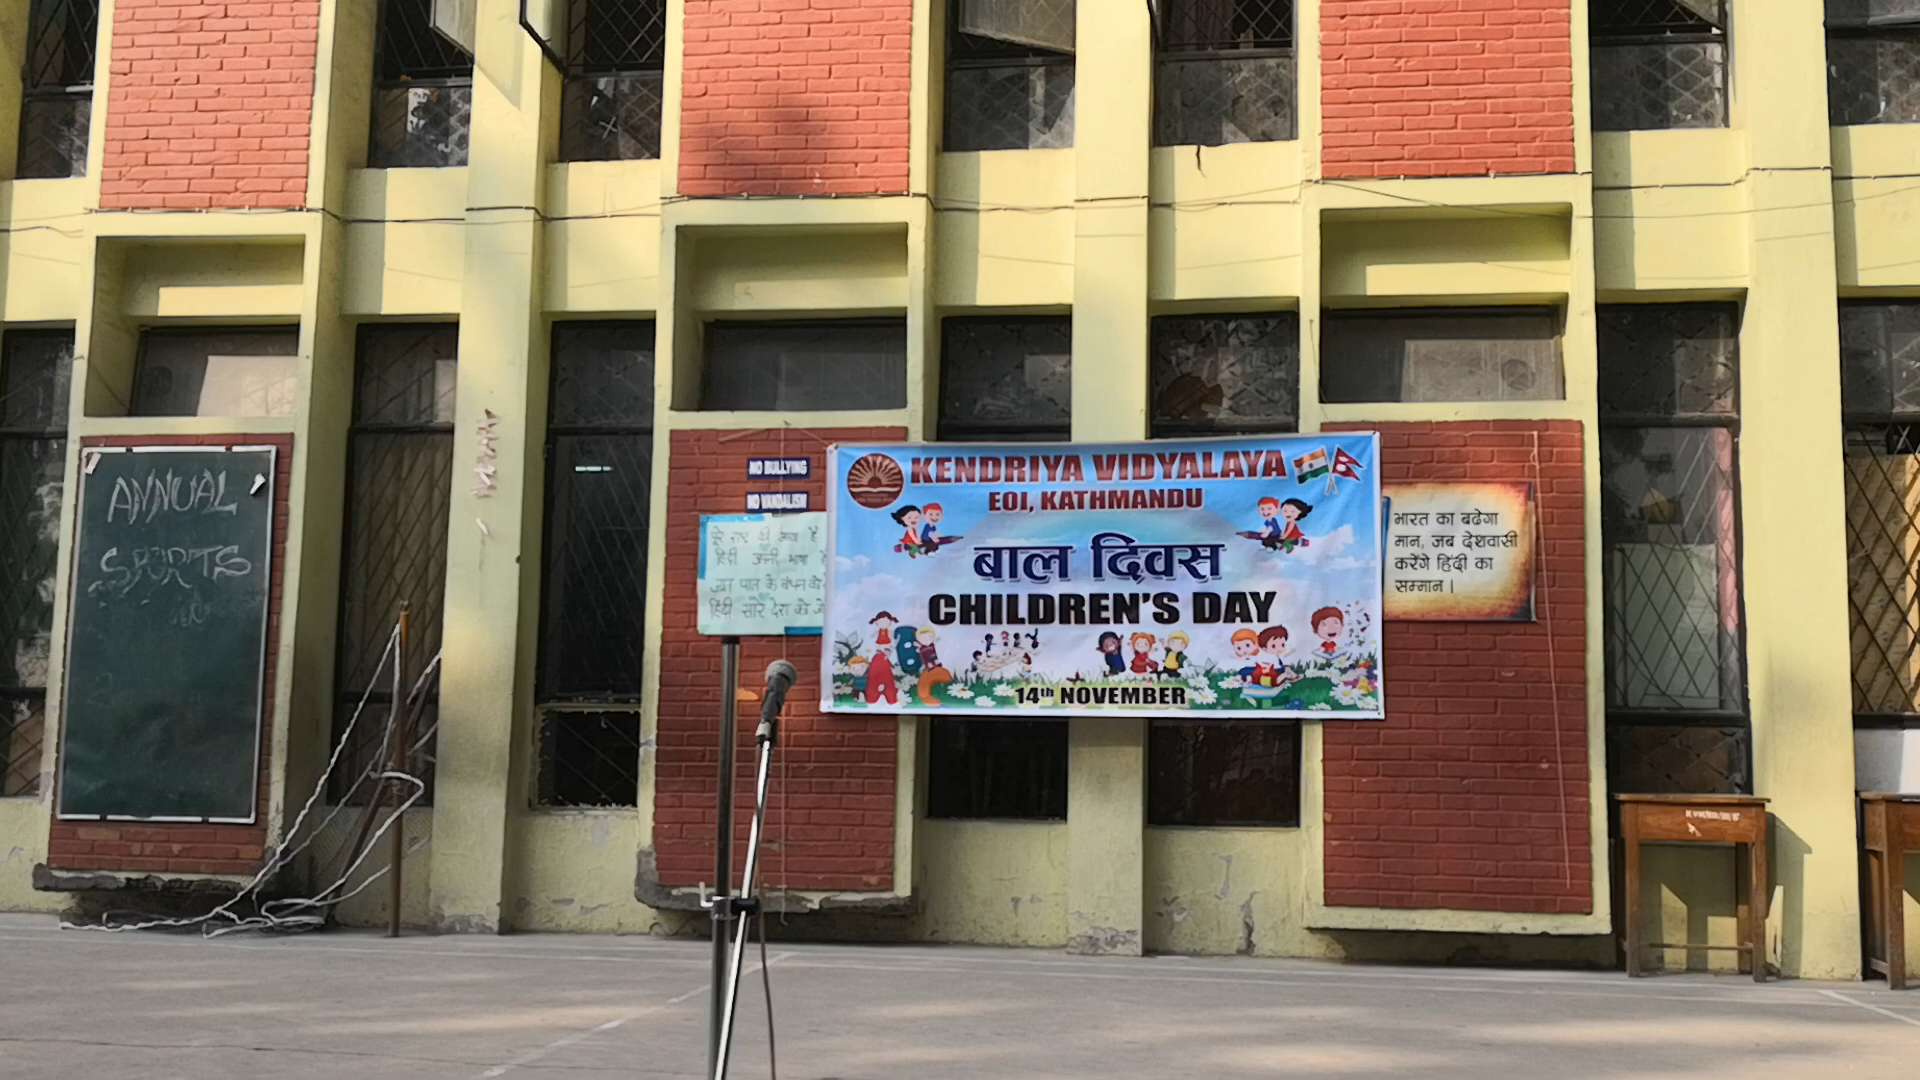 ANNUAL
SPORTS
NO BULLYING
NO VANDALISM
KENDRIYA VIDYALAYA
EOI, KATHMANDU
बाल दिवस
CHILDREN'S DAY
14th NOVEMBER
हिंदी सारे देश को
भारत का बढेगा
मान, जब देशवासी
करेंगे हिंदी का
सम्मान।